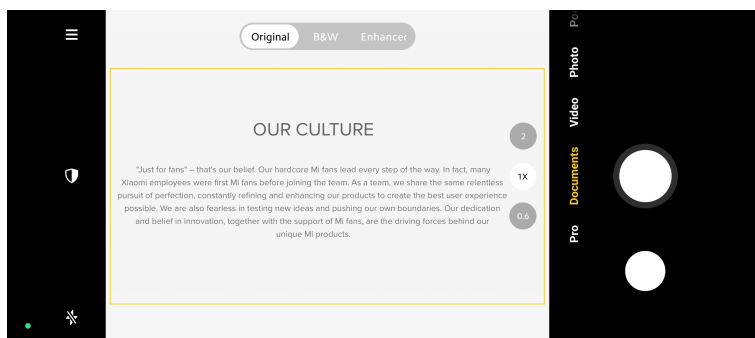 Original B&W Enhanced
OUR CULTURE
2
"Just for fans" – that's our belief. Our hardcore Mi fans lead every step of the way. In fact, many
1X
Xiaomi employees were first Mi fans before joining the team. As a team, we share the same relentless
pursuit of perfection, constantly refining and enhancing our products to create the best user experience
possible. We are also fearless in testing new ideas and pushing our own boundaries. Our dedication
0.6
and belief in innovation, together with the support of Mi fans, are the driving forces behind our
unique Mi products.
Po
Photo
Video
Documents
Pro